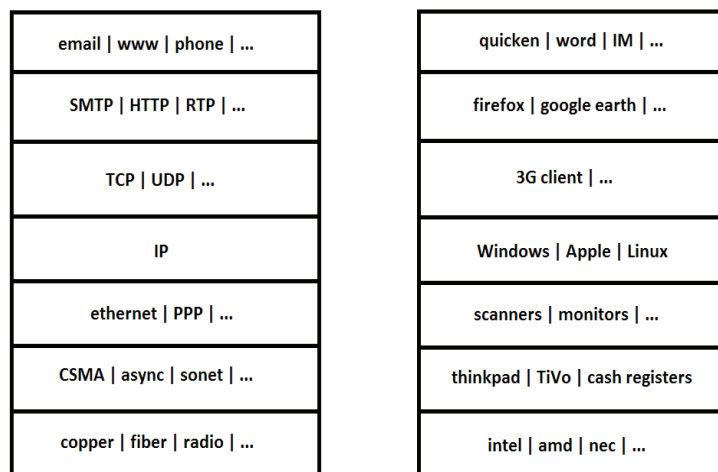 email | www | phone | ...
SMTP | HTTP | RTP | ...
TCP | UDP | ...
IP
ethernet | PPP | ...
CSMA | async | sonet | ...
copper | fiber | radio | ...
quicken | word | IM | ...
firefox | google earth | ...
3G client | ...
Windows | Apple | Linux
scanners | monitors | ...
thinkpad | TiVo | cash registers
intel | amd | nec | ...